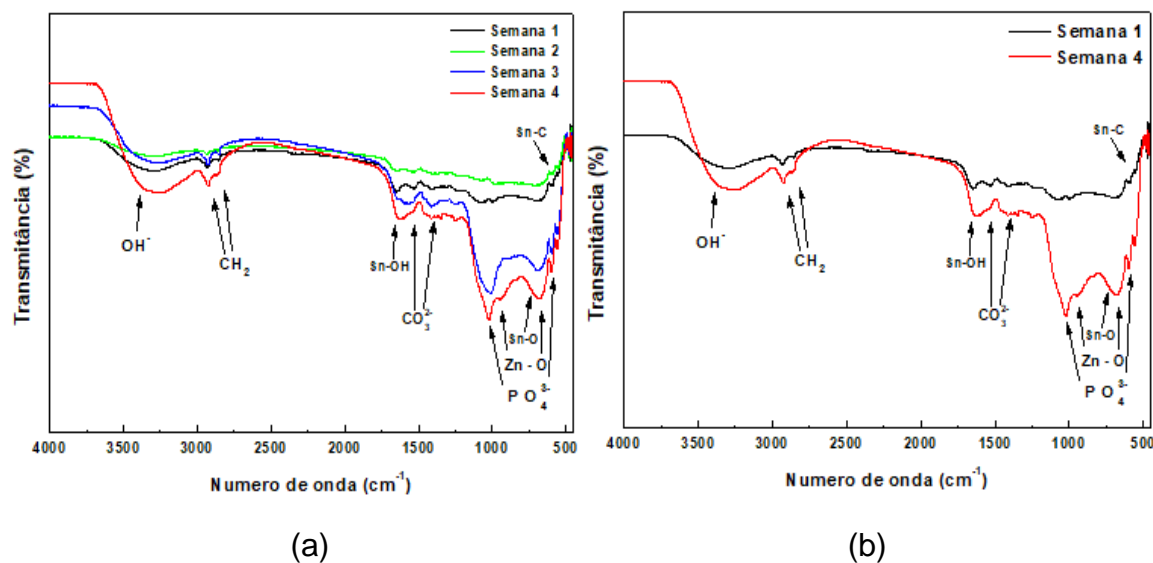 Semana 1
Semana 2
Semana 3
Semana 4
Sn-C
OH⁻
CH₂
Sn-OH
CO₃²⁻
Sn-O
Zn - O
P O₄³⁻
Transmitância (%)
4000 3500 3000 2500 2000 1500 1000 500
Numero de onda (cm⁻¹)
(a)
Semana 1
Semana 4
Sn-C
OH⁻
CH₂
Sn-OH
CO₃²⁻
Sn-O
Zn - O
P O₄³⁻
Transmitância (%)
4000 3500 3000 2500 2000 1500 1000 500
Numero de onda (cm⁻¹)
(b)